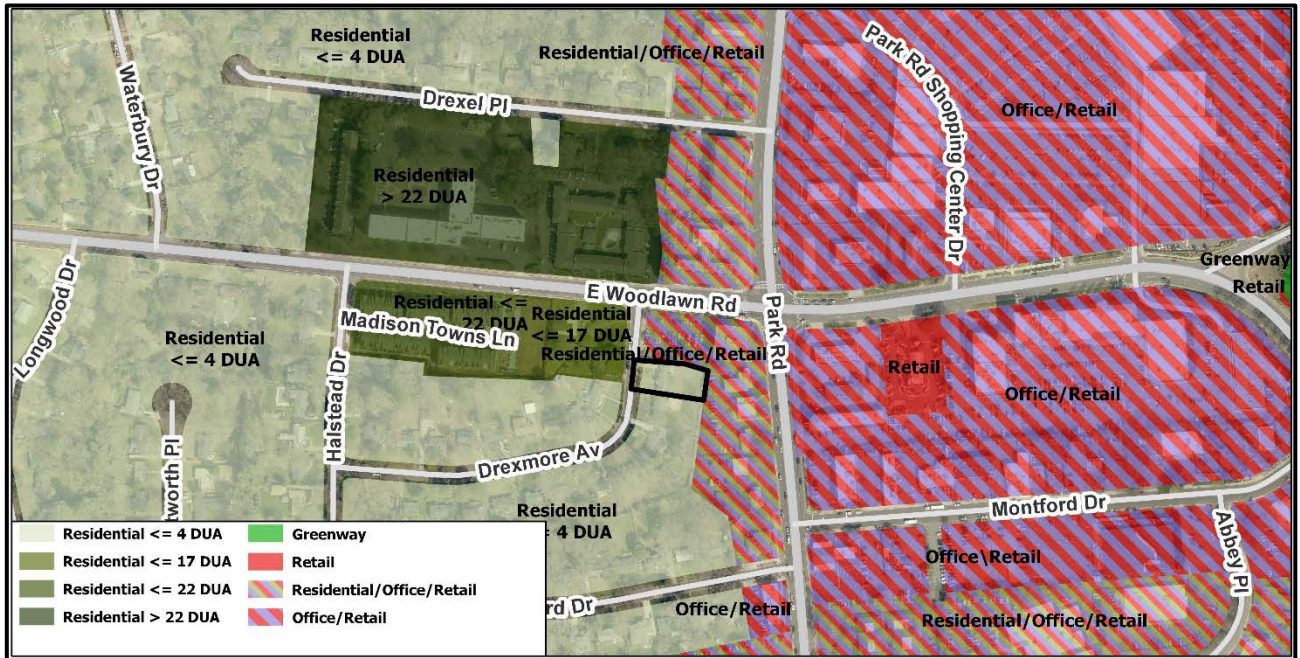 Residential
<= 4 DUA
Residential/Office/Retail
Park Rd Shopping Center Dr
Office/Retail
Waterbury Dr
Drexel Pl
Residential
> 22 DUA
Greenway
Retail
E Woodlawn Rd
Park Rd
Longwood Dr
Residential
<= 4 DUA
Halstead Dr
Madison Towns Ln
Residential <=
22 DUA
Residential
<= 17 DUA
Residential/Office/Retail
Retail
Office/Retail
tworth Pl
Drexmore Av
Residential
4 DUA
Montford Dr
Abbey Pl
Office\Retail
rd Dr
Office/Retail
Residential/Office/Retail
Residential <= 4 DUA
Residential <= 17 DUA
Residential <= 22 DUA
Residential > 22 DUA
Greenway
Retail
Residential/Office/Retail
Office/Retail